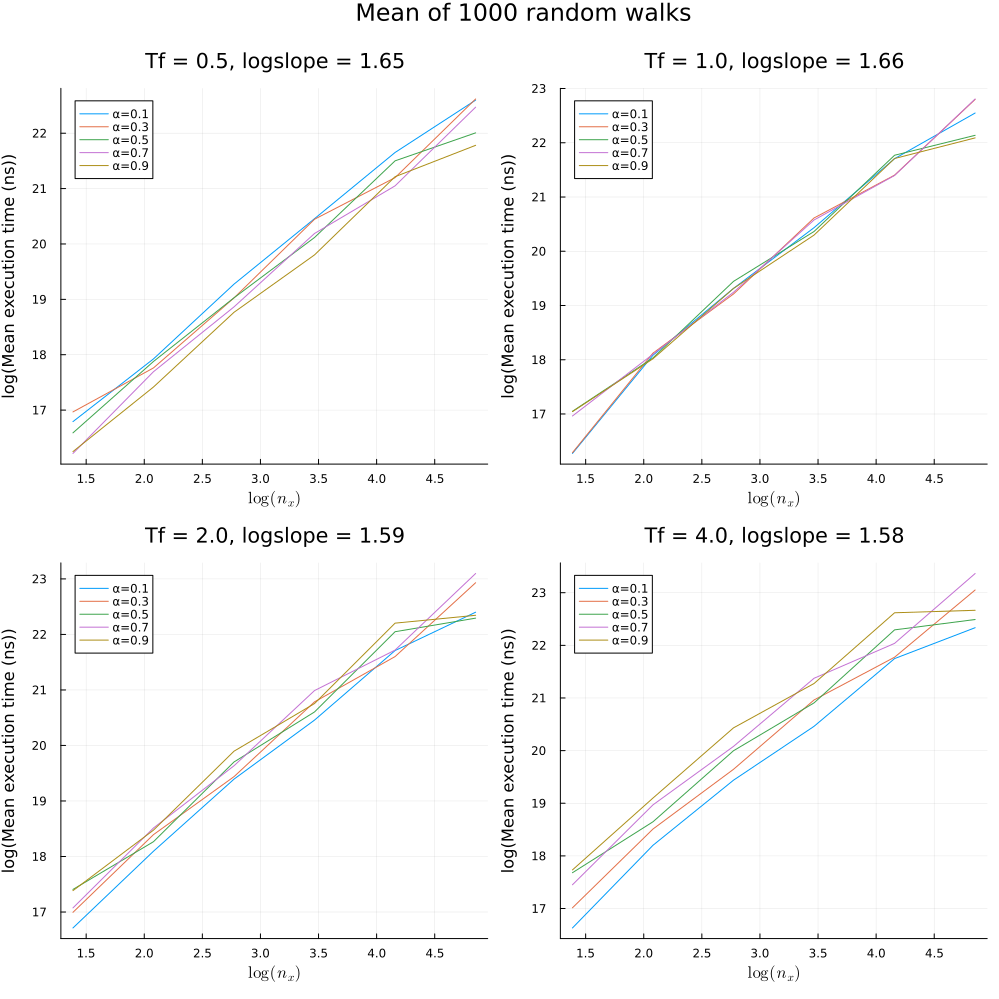 Mean of 1000 random walks
Tf = 0.5, logslope = 1.65
log(Mean execution time (ns))
22
21
20
19
18
17
α=0.1
α=0.3
α=0.5
α=0.7
α=0.9
1.5 2.0 2.5 3.0 3.5 4.0 4.5
log(nₓ)
Tf = 1.0, logslope = 1.66
log(Mean execution time (ns))
23
22
21
20
19
18
17
α=0.1
α=0.3
α=0.5
α=0.7
α=0.9
1.5 2.0 2.5 3.0 3.5 4.0 4.5
log(nₓ)
Tf = 2.0, logslope = 1.59
log(Mean execution time (ns))
23
22
21
20
19
18
17
α=0.1
α=0.3
α=0.5
α=0.7
α=0.9
1.5 2.0 2.5 3.0 3.5 4.0 4.5
log(nₓ)
Tf = 4.0, logslope = 1.58
log(Mean execution time (ns))
23
22
21
20
19
18
17
α=0.1
α=0.3
α=0.5
α=0.7
α=0.9
1.5 2.0 2.5 3.0 3.5 4.0 4.5
log(nₓ)